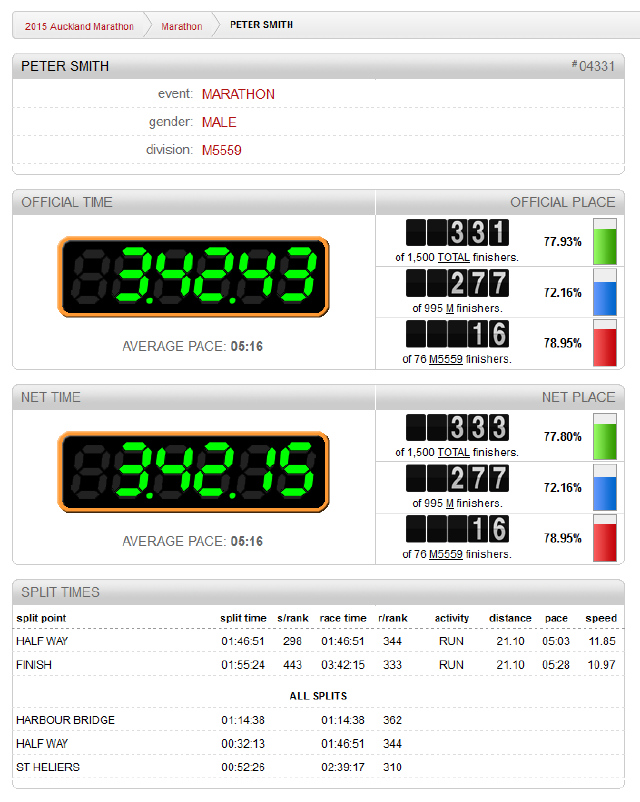 2015 Auckland Marathon Marathon PETER SMITH
PETER SMITH #04331
event: MARATHON
gender: MALE
division: M5559
OFFICIAL TIME OFFICIAL PLACE
3.42.43
AVERAGE PACE: 05:16
331
of 1,500 TOTAL finishers.
77.93%
277
of 995 M finishers.
72.16%
16
of 76 M5559 finishers.
78.95%
NET TIME NET PLACE
3.42.15
AVERAGE PACE: 05:16
333
of 1,500 TOTAL finishers.
77.80%
277
of 995 M finishers.
72.16%
16
of 76 M5559 finishers.
78.95%
SPLIT TIMES
split point split time s/rank race time r/rank activity distance pace speed
HALF WAY 01:46:51 298 01:46:51 344 RUN 21.10 05:03 11.85
FINISH 01:55:24 443 03:42:15 333 RUN 21.10 05:28 10.97
ALL SPLITS
HARBOUR BRIDGE 01:14:38 01:14:38 362
HALF WAY 00:32:13 01:46:51 344
ST HELIERS 00:52:26 02:39:17 310